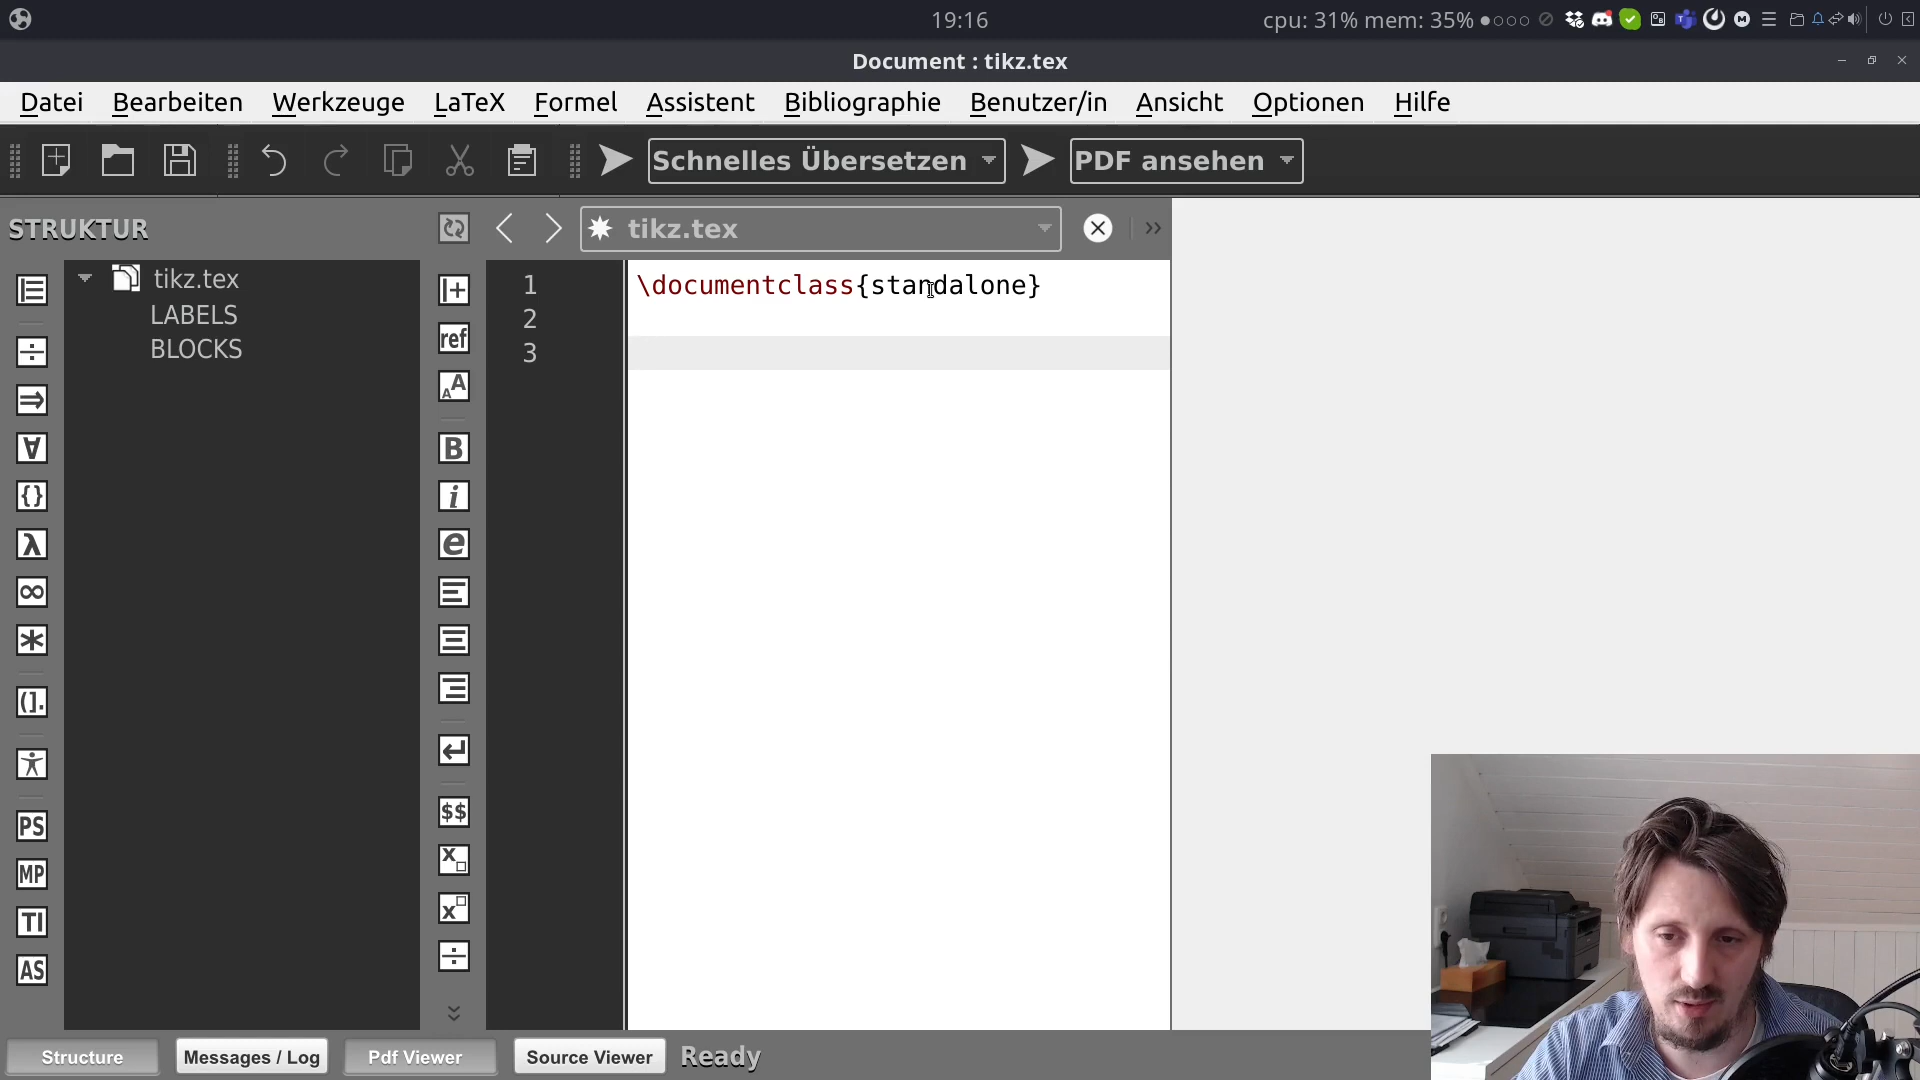 19:16
cpu: 31% mem: 35%
Document : tikz.tex
Datei Bearbeiten Werkzeuge LaTeX Formel Assistent Bibliographie Benutzer/in Ansicht Optionen Hilfe
Schnelles Übersetzen PDF ansehen
STRUKTUR
tikz.tex
tikz.tex
LABELS
BLOCKS
1 \documentclass{standalone}
2
3
ref
AA
B
i
e
$$
x
x
÷
÷
⇒
∀
{}
λ
∞
*
(].
PS
MP
TI
AS
Structure Messages / Log Pdf Viewer Source Viewer Ready